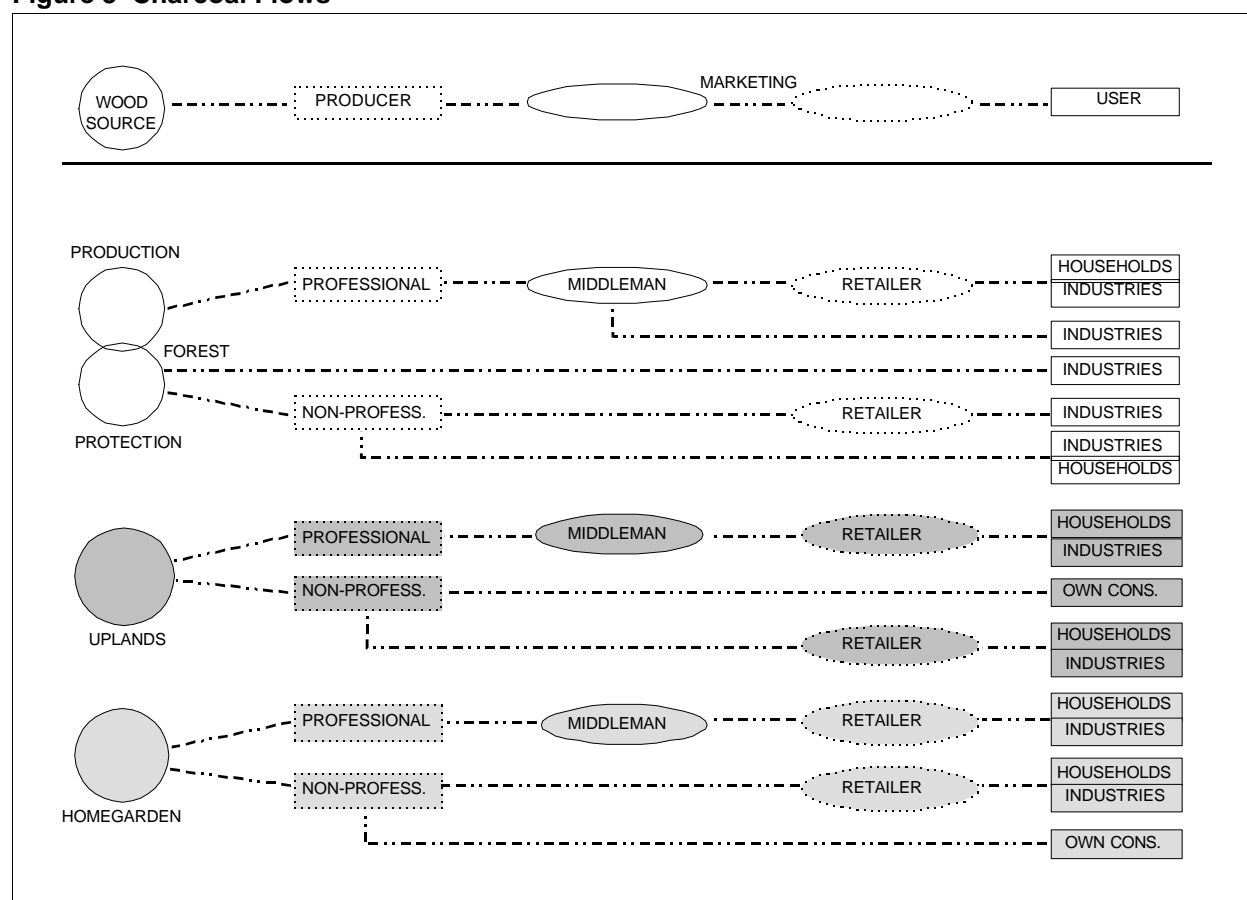 Figure 3 Charcoal Flows
MARKETING
WOOD
SOURCE
PRODUCER
USER
PRODUCTION
PROFESSIONAL
MIDDLEMAN
RETAILER
HOUSEHOLDS
INDUSTRIES
INDUSTRIES
FOREST
INDUSTRIES
NON-PROFESS.
RETAILER
INDUSTRIES
PROTECTION
INDUSTRIES
HOUSEHOLDS
PROFESSIONAL
MIDDLEMAN
RETAILER
HOUSEHOLDS
INDUSTRIES
NON-PROFESS.
OWN CONS.
UPLANDS
RETAILER
HOUSEHOLDS
INDUSTRIES
PROFESSIONAL
MIDDLEMAN
RETAILER
HOUSEHOLDS
INDUSTRIES
NON-PROFESS.
RETAILER
HOUSEHOLDS
INDUSTRIES
HOMEGARDEN
OWN CONS.